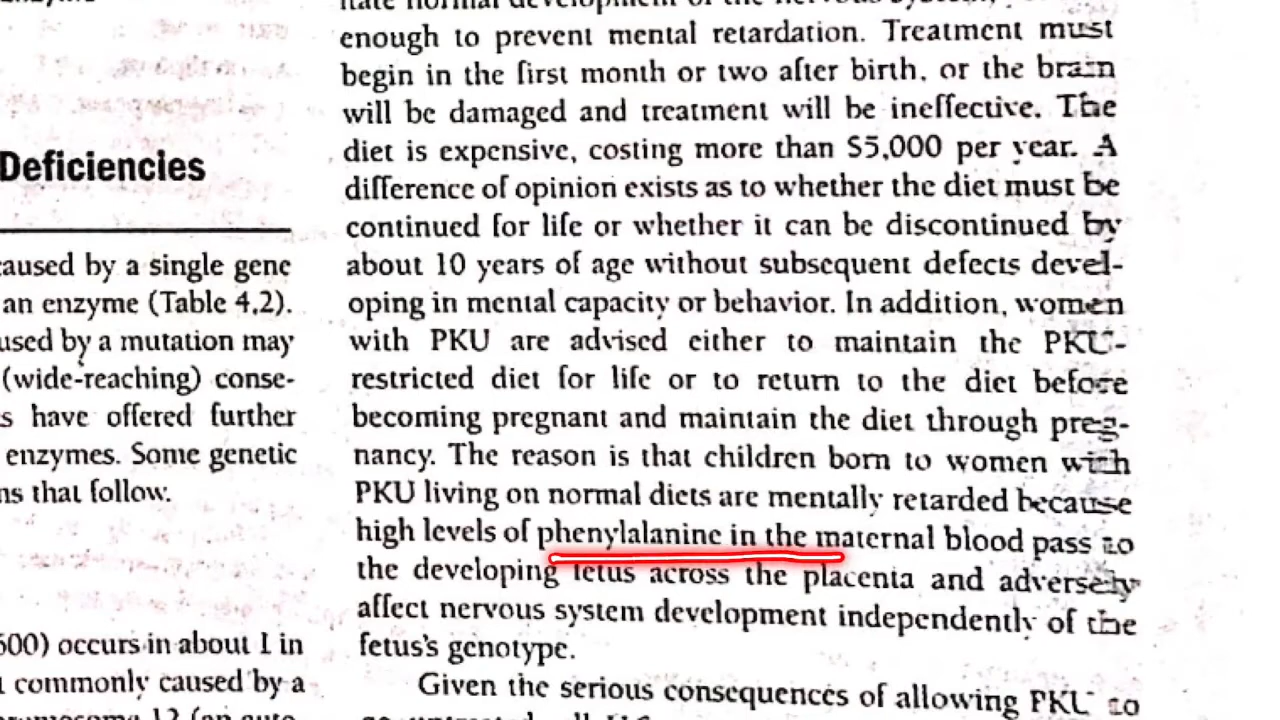 Deficiencies
caused by a single gene
an enzyme (Table 4.2).
used by a mutation may
(wide-reaching) conse-
s have offered further
enzymes. Some genetic
ns that follow.
600) occurs in about 1 in
commonly caused by a
enough to prevent mental retardation. Treatment must
begin in the first month or two after birth, or the brain
will be damaged and treatment will be ineffective. The
diet is expensive, costing more than $5,000 per year. A
difference of opinion exists as to whether the diet must be
continued for life or whether it can be discontinued by
about 10 years of age without subsequent defects devel-
oping in mental capacity or behavior. In addition, women
with PKU are advised either to maintain the PKU-
restricted diet for life or to return to the diet before
becoming pregnant and maintain the diet through preg-
nancy. The reason is that children born to women with
PKU living on normal diets are mentally retarded because
high levels of phenylalanine in the maternal blood pass to
the developing fetus across the placenta and adversely
affect nervous system development independently of the
fetus's genotype.
Given the serious consequences of allowing PKU to